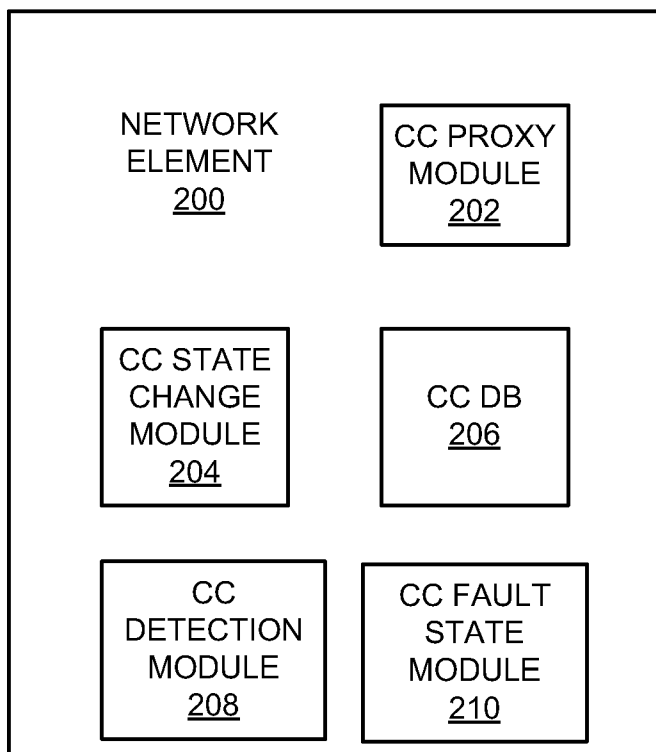 NETWORK
ELEMENT
200
CC PROXY
MODULE
202
CC STATE
CHANGE
MODULE
204
CC DB
206
CC
DETECTION
MODULE
208
CC FAULT
STATE
MODULE
210